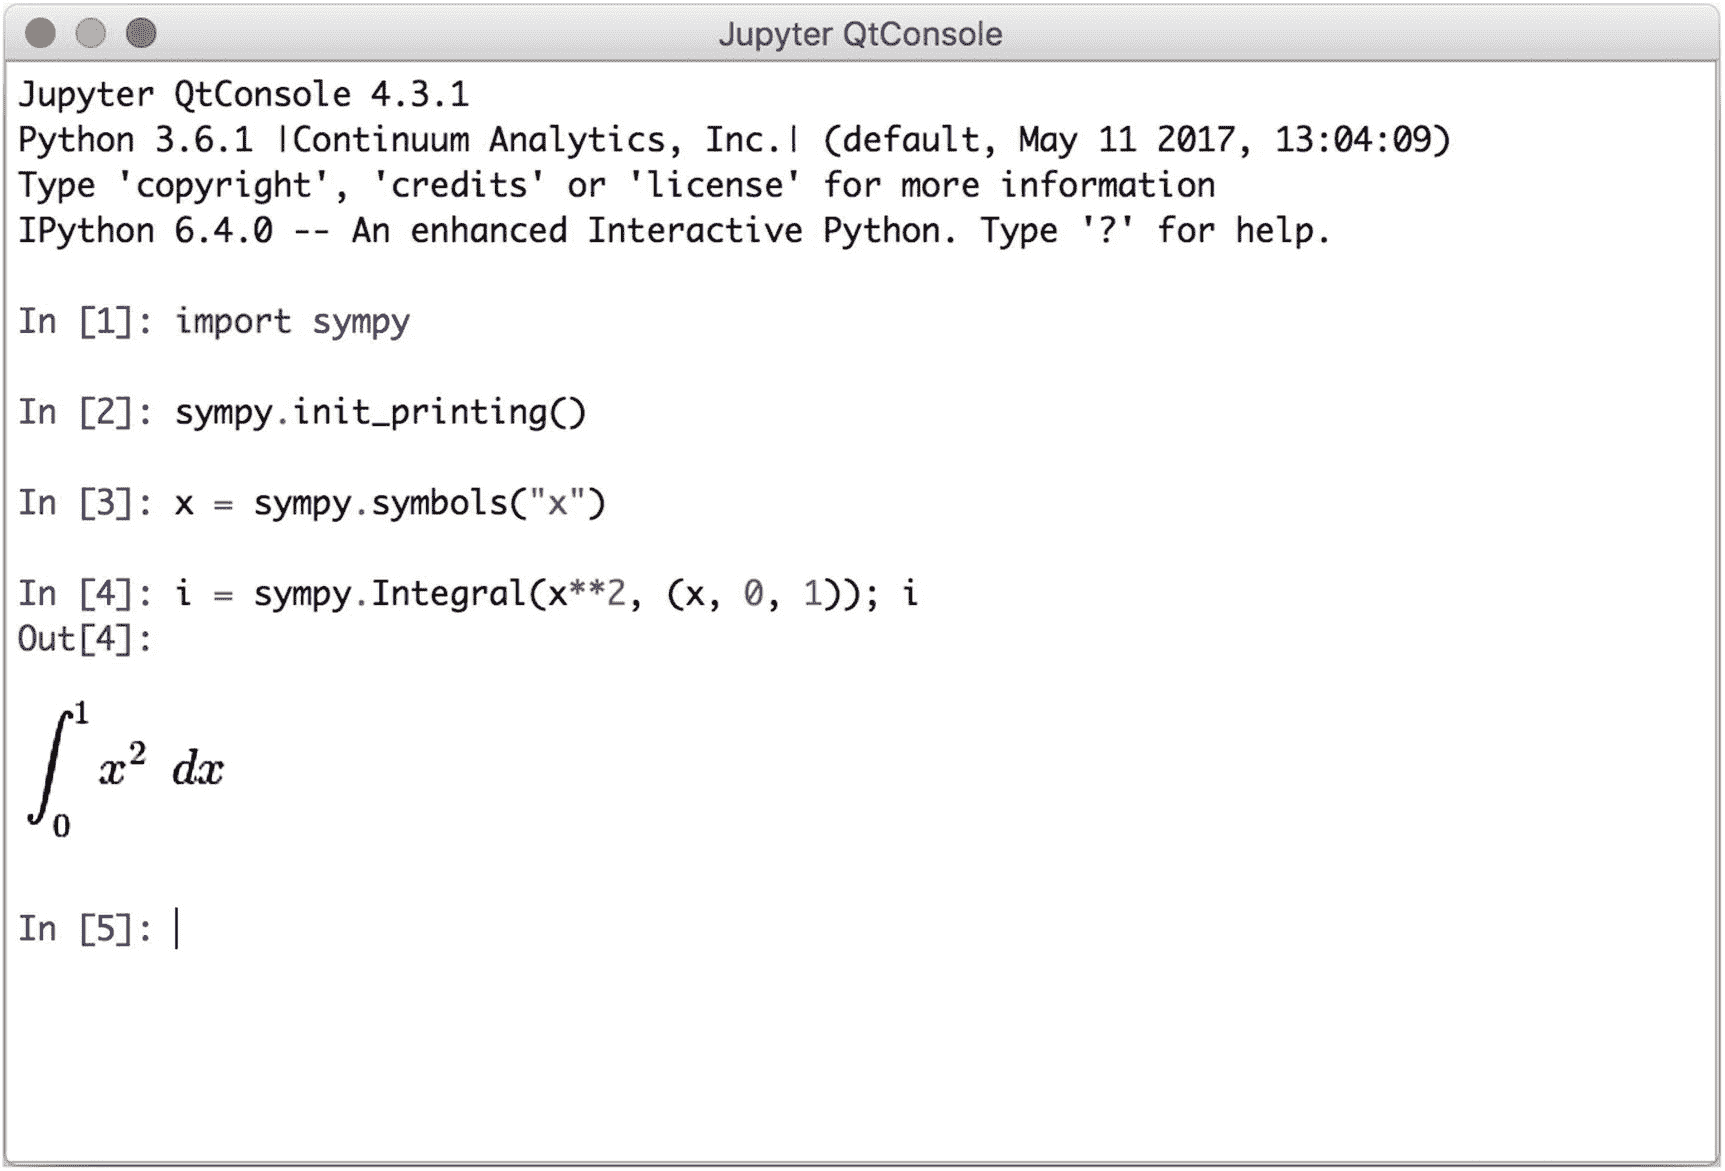 Jupyter QtConsole
Jupyter QtConsole 4.3.1
Python 3.6.1 |Continuum Analytics, Inc.| (default, May 11 2017, 13:04:09)
Type 'copyright', 'credits' or 'license' for more information
IPython 6.4.0 -- An enhanced Interactive Python. Type '?' for help.
In [1]: import sympy
In [2]: sympy.init_printing()
In [3]: x = sympy.symbols("x")
In [4]: i = sympy.Integral(x**2, (x, 0, 1)); i
Out[4]:
∫₀¹ x² dx
In [5]: